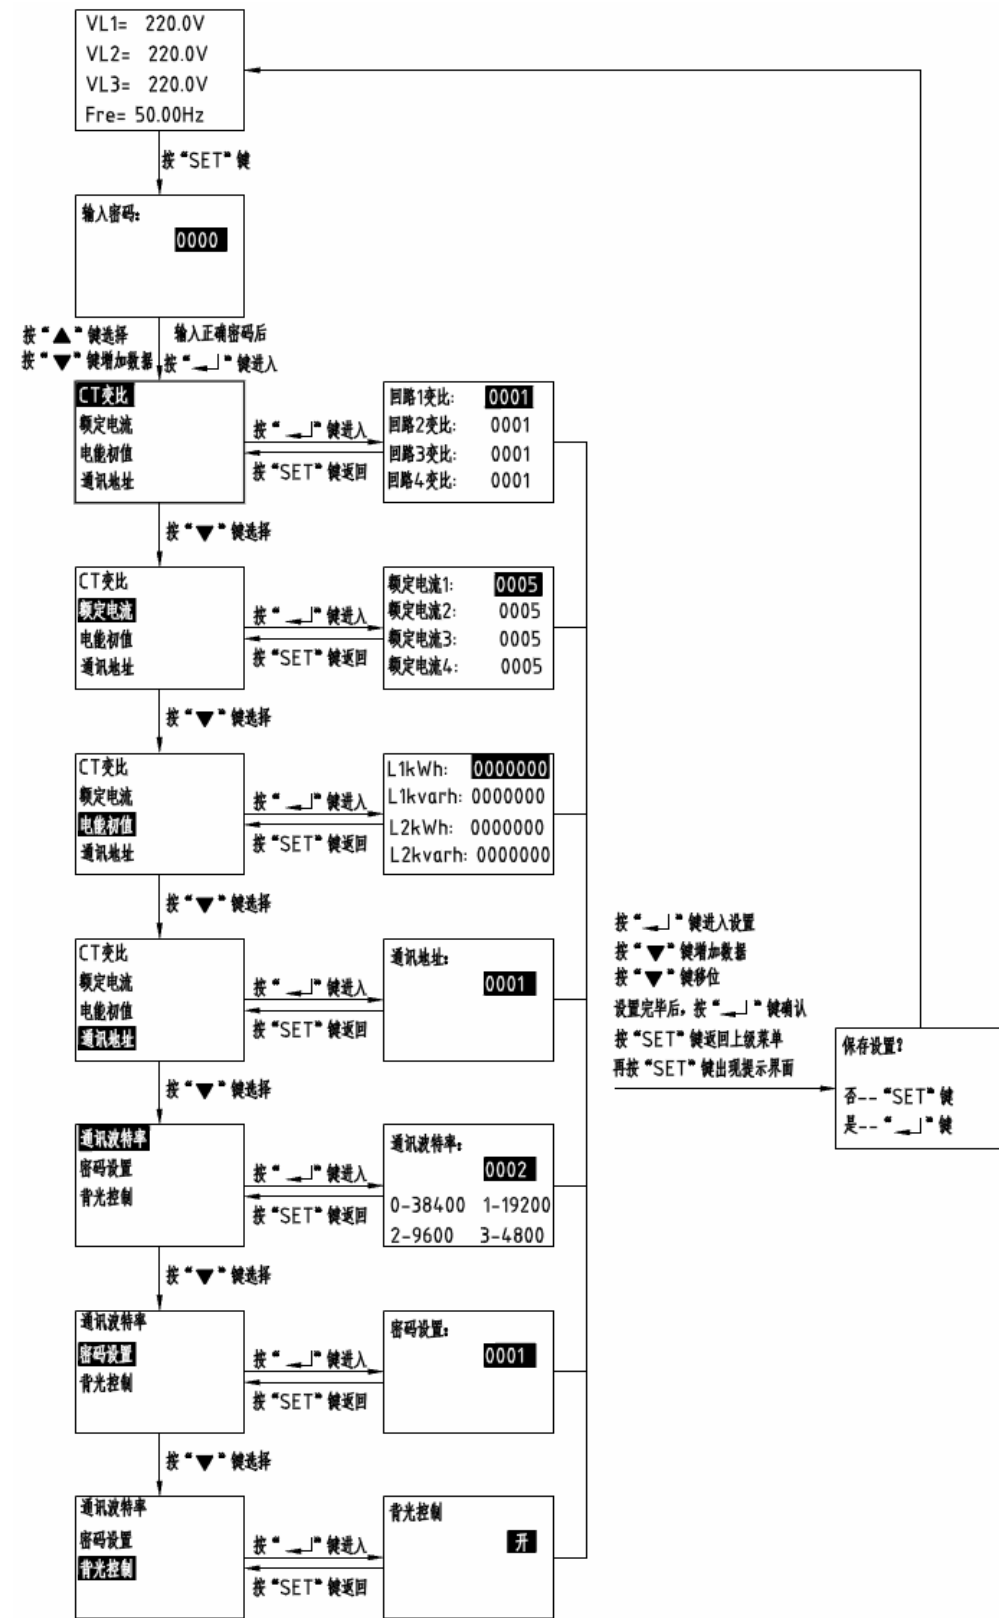 VL1= 220.0V
VL2= 220.0V
VL3= 220.0V
Fre= 50.00Hz
按“SET”键
输入密码:
0000
按“▲”键选择
按“▼”键增加数据
输入正确密码后
按“↵”键进入
CT变比
额定电流
电能初值
通讯地址
按“↵”键进入
按“SET”键返回
回路1变比: 0001
回路2变比: 0001
回路3变比: 0001
回路4变比: 0001
按“▼”键选择
CT变比
额定电流
电能初值
通讯地址
按“↵”键进入
按“SET”键返回
额定电流1: 0005
额定电流2: 0005
额定电流3: 0005
额定电流4: 0005
按“▼”键选择
CT变比
额定电流
电能初值
通讯地址
按“↵”键进入
按“SET”键返回
L1kWh: 0000000
L1kvarh: 0000000
L2kWh: 0000000
L2kvarh: 0000000
按“▼”键选择
CT变比
额定电流
电能初值
通讯地址
按“↵”键进入
按“SET”键返回
通讯地址:
0001
按“▼”键选择
通讯波特率
密码设置
背光控制
按“↵”键进入
按“SET”键返回
通讯波特率:
0002
0-38400 1-19200
2-9600 3-4800
按“▼”键选择
通讯波特率
密码设置
背光控制
按“↵”键进入
按“SET”键返回
密码设置:
0001
按“▼”键选择
通讯波特率
密码设置
背光控制
按“↵”键进入
按“SET”键返回
背光控制
开
按“↵”键进入设置
按“▼”键增加数据
按“▼”键移位
设置完毕后，按“↵”键确认
按“SET”键返回上级菜单
再按“SET”键出现提示界面
保存设置?
否--“SET”键
是--“↵”键